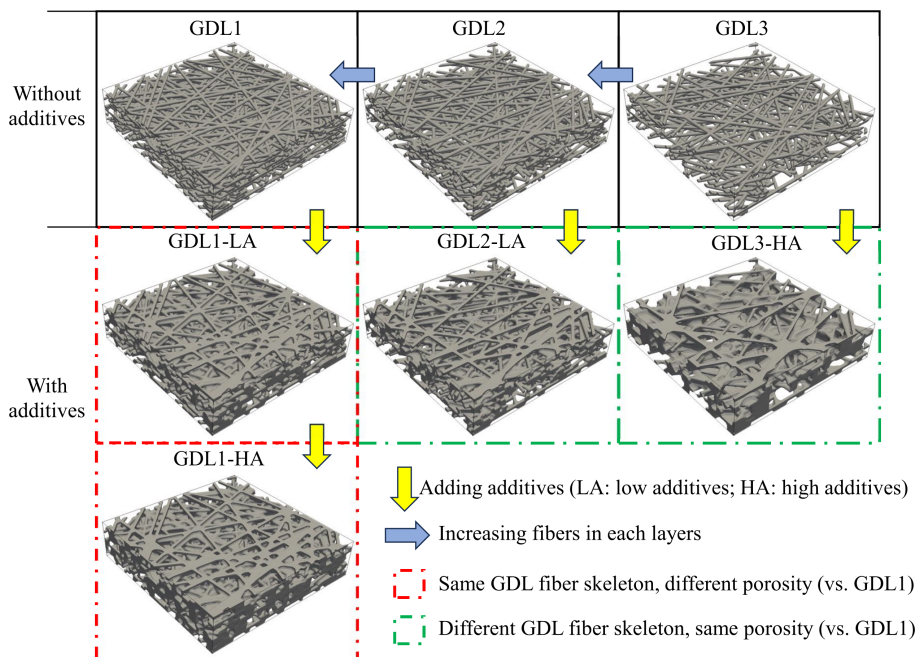 GDL1
GDL2
GDL3
Without
additives
GDL1-LA
GDL2-LA
GDL3-HA
With
additives
GDL1-HA
Adding additives (LA: low additives; HA: high additives)
Increasing fibers in each layers
Same GDL fiber skeleton, different porosity (vs. GDL1)
Different GDL fiber skeleton, same porosity (vs. GDL1)